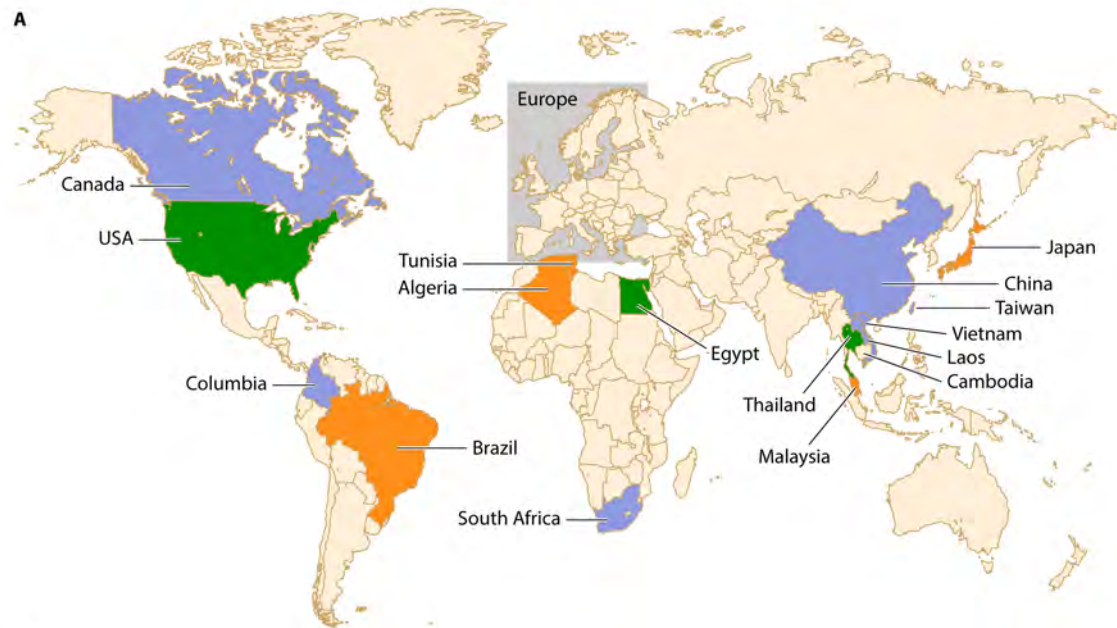 A
Europe
Canada
USA
Tunisia
Algeria
Egypt
Japan
China
Taiwan
Vietnam
Laos
Cambodia
Thailand
Malaysia
Columbia
Brazil
South Africa